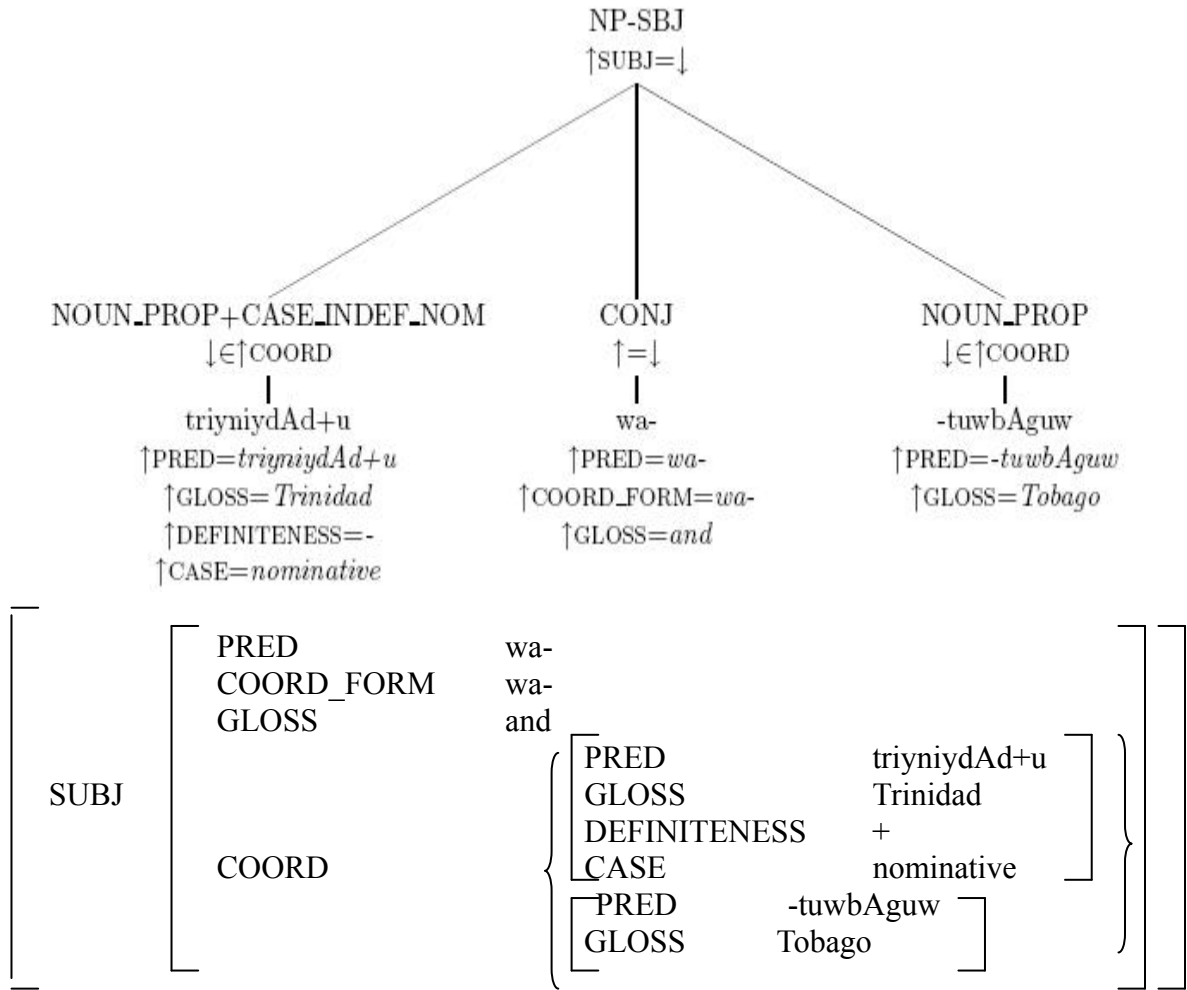 NP-SBJ
↑SUBJ=↓
NOUN_PROP+CASE_INDEF_NOM CONJ NOUN_PROP
↓∈↑COORD ↑=↓ ↓∈↑COORD
triyniydAd+u wa- -tuwbAguw
↑PRED=triyniydAd+u ↑PRED=wa- ↑PRED=-tuwbAguw
↑GLOSS=Trinidad ↑COORD_FORM=wa- ↑GLOSS=Tobago
↑DEFINITENESS=- ↑GLOSS=and
↑CASE=nominative
PRED wa-
COORD_FORM wa-
GLOSS and
PRED triyniydAd+u
SUBJ GLOSS Trinidad
DEFINITENESS +
COORD CASE nominative
PRED -tuwbAguw
GLOSS Tobago